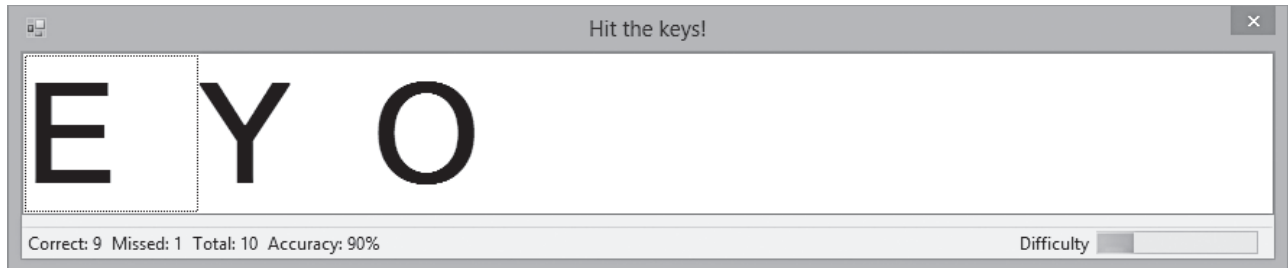 Hit the keys!
E Y O
Correct: 9 Missed: 1 Total: 10 Accuracy: 90% Difficulty